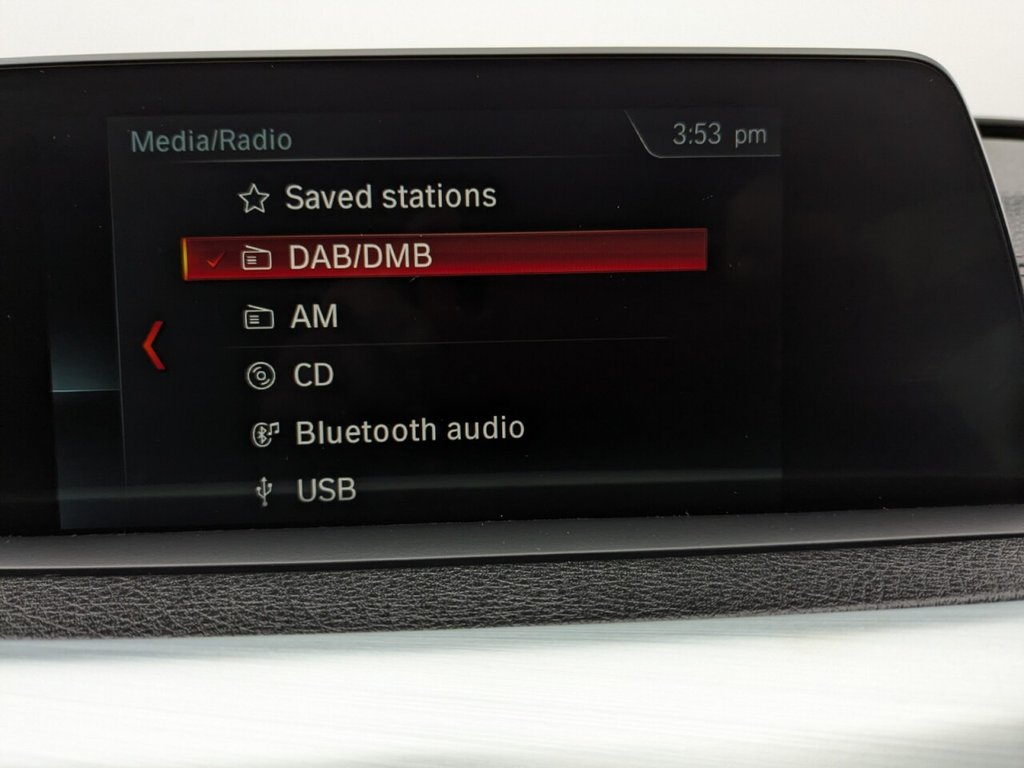 Media/Radio
3:53 pm
Saved stations
DAB/DMB
AM
CD
Bluetooth audio
USB